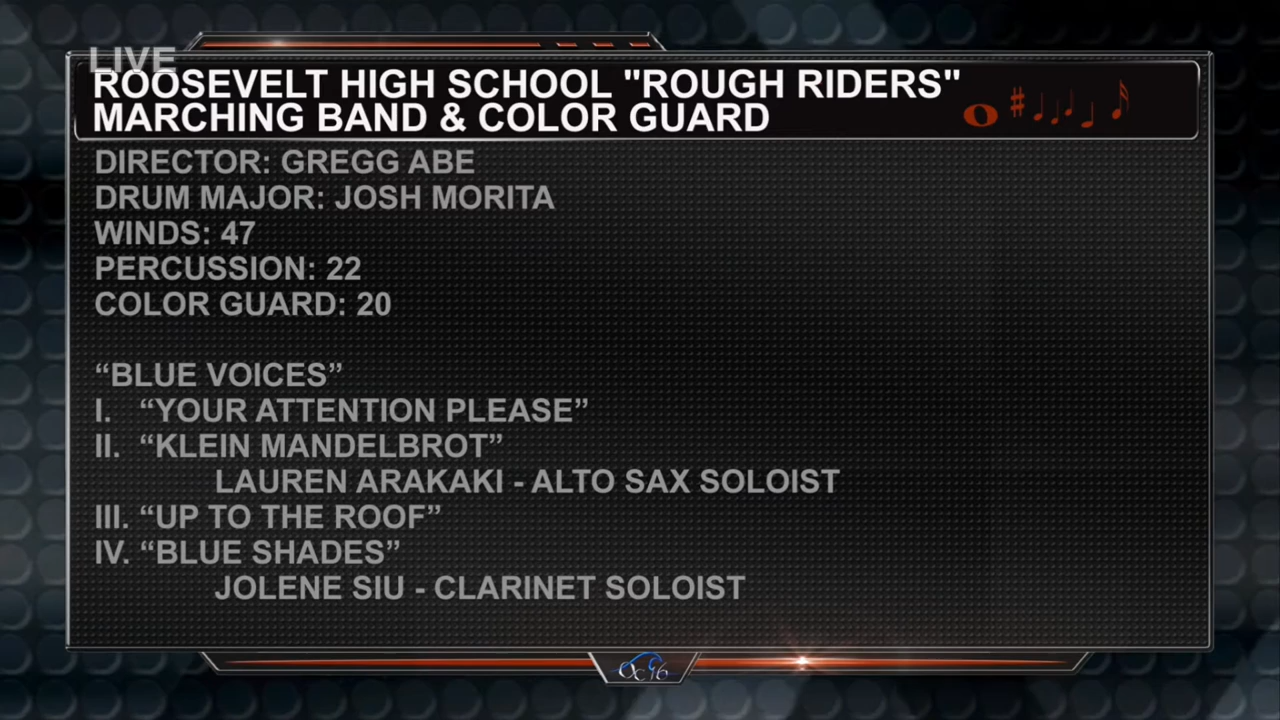 LIVE
ROOSEVELT HIGH SCHOOL "ROUGH RIDERS"
MARCHING BAND & COLOR GUARD
DIRECTOR: GREGG ABE
DRUM MAJOR: JOSH MORITA
WINDS: 47
PERCUSSION: 22
COLOR GUARD: 20
“BLUE VOICES”
I. “YOUR ATTENTION PLEASE”
II. “KLEIN MANDELBROT”
LAUREN ARAKAKI - ALTO SAX SOLOIST
III. “UP TO THE ROOF”
IV. “BLUE SHADES”
JOLENE SIU - CLARINET SOLOIST
OC16